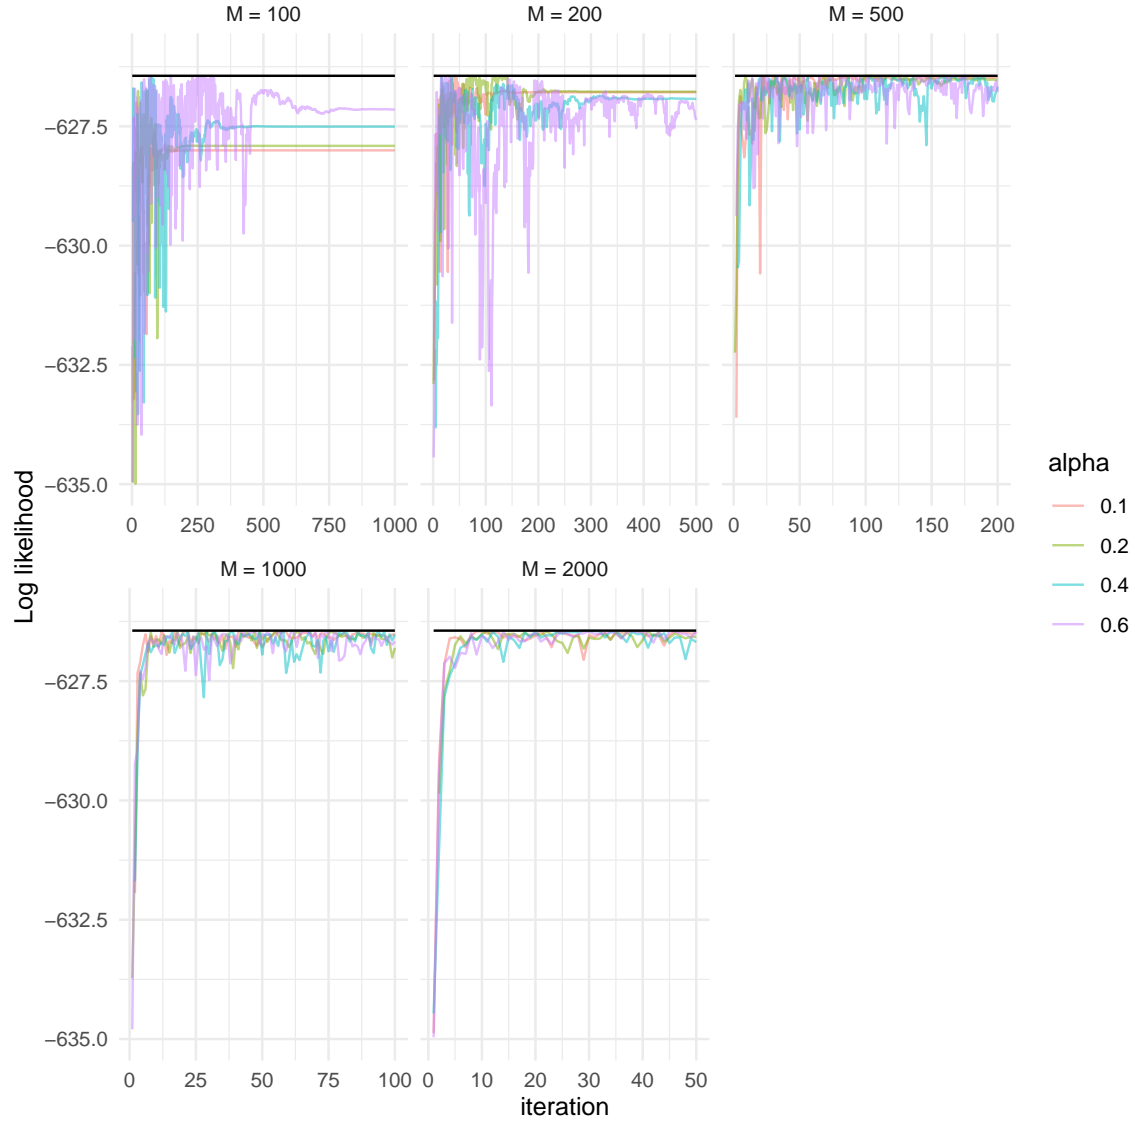 M = 100
M = 200
M = 500
−627.5
−630.0
−632.5
−635.0
0 250 500 750 1000
0 100 200 300 400 500
0 50 100 150 200
Log likelihood
M = 1000
M = 2000
−627.5
−630.0
−632.5
−635.0
0 25 50 75 100
0 10 20 30 40 50
iteration
alpha
0.1
0.2
0.4
0.6